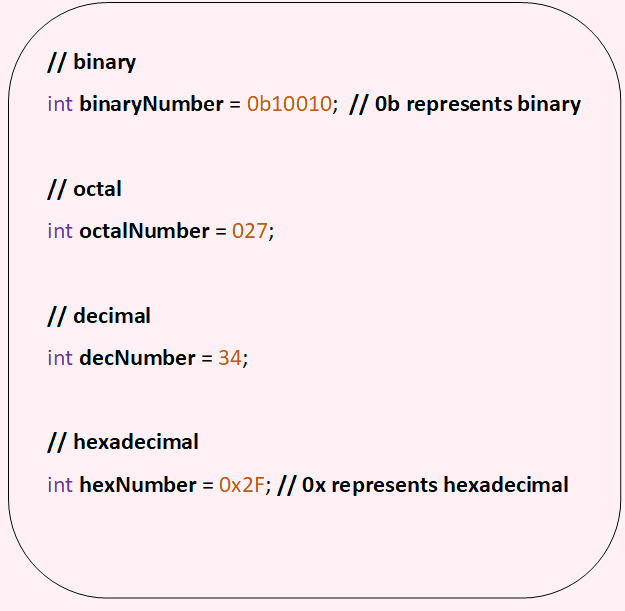 // binary
int binaryNumber = 0b10010; // 0b represents binary
// octal
int octalNumber = 027;
// decimal
int decNumber = 34;
// hexadecimal
int hexNumber = 0x2F; // 0x represents hexadecimal